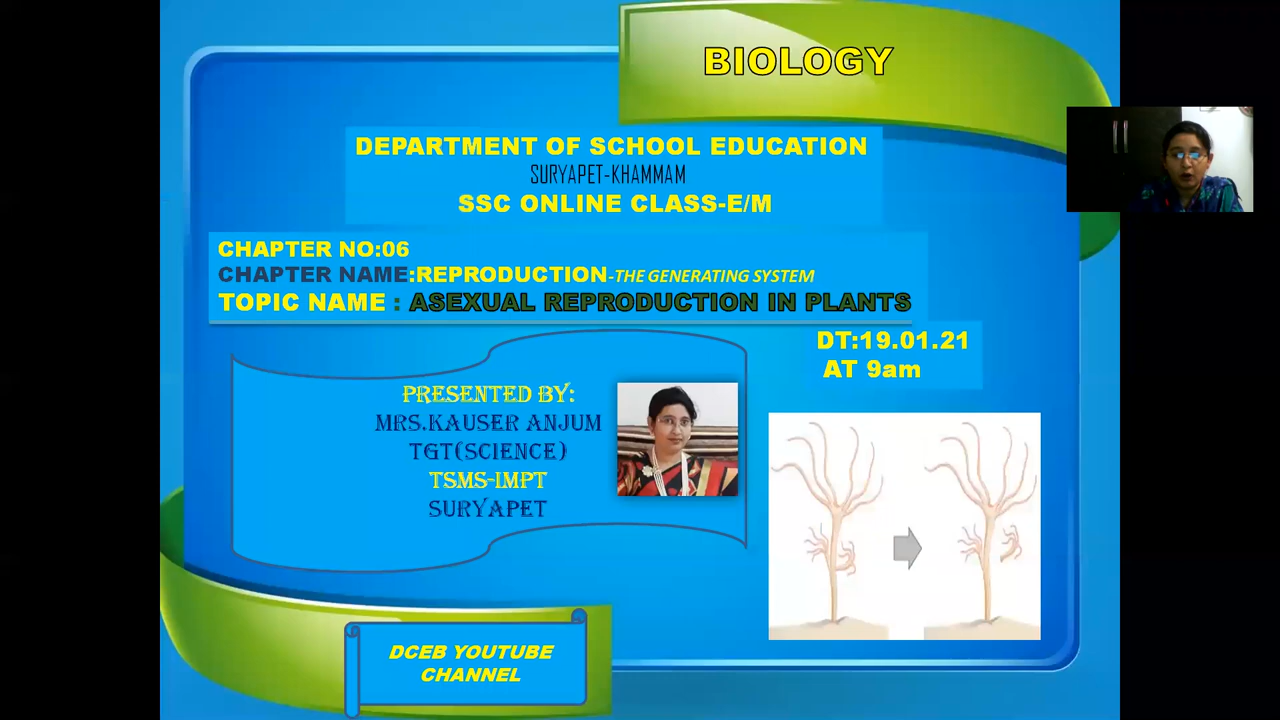 BIOLOGY
DEPARTMENT OF SCHOOL EDUCATION
SURYAPET-KHAMMAM
SSC ONLINE CLASS-E/M
CHAPTER NO:06
CHAPTER NAME:REPRODUCTION-THE GENERATING SYSTEM
TOPIC NAME : ASEXUAL REPRODUCTION IN PLANTS
DT:19.01.21
AT 9am
PRESENTED BY:
MRS.KAUSER ANJUM
TGT(SCIENCE)
TSMS-IMPT
SURYAPET
DCEB YOUTUBE
CHANNEL